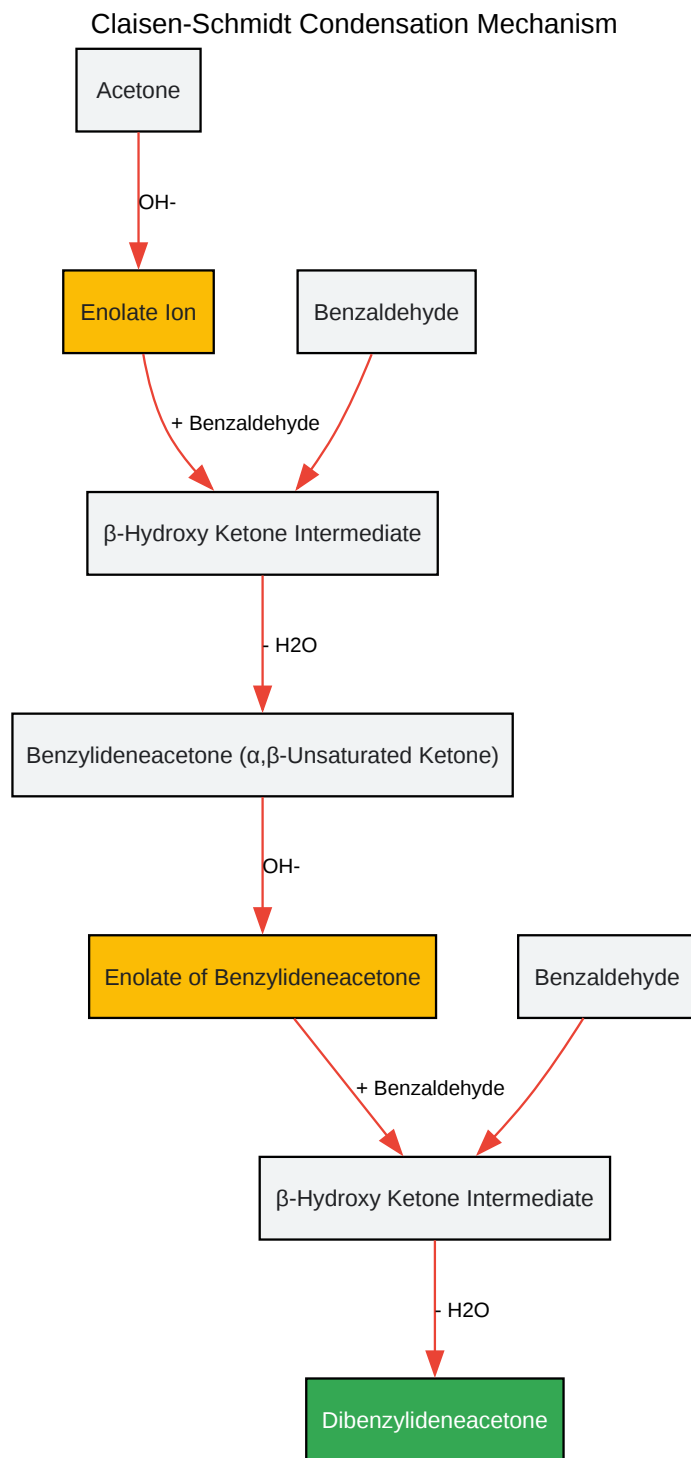 Claisen-Schmidt Condensation Mechanism
Acetone
OH-
Enolate Ion
Benzaldehyde
+ Benzaldehyde
β-Hydroxy Ketone Intermediate
- H2O
Benzylideneacetone (α,β-Unsaturated Ketone)
OH-
Enolate of Benzylideneacetone
Benzaldehyde
+ Benzaldehyde
β-Hydroxy Ketone Intermediate
- H2O
Dibenzylideneacetone